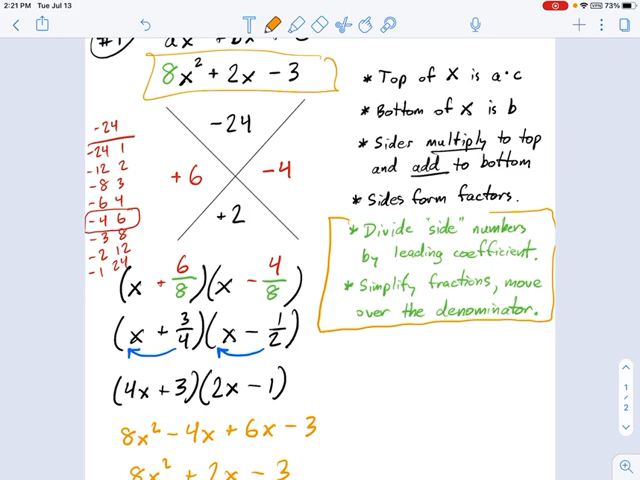 2:21 PM Tue Jul 13
73%
#1
8x² + 2x - 3
-24
+6 -4
+2
-24
-24 1
-12 2
-8 3
-6 4
-4 6
-3 8
-2 12
-1 24
(x + 6/8)(x - 4/8)
(x + 3/4)(x - 1/2)
(4x + 3)(2x - 1)
8x² - 4x + 6x - 3
8x² + 2x - 3
* Top of X is a·c
* Bottom of X is b
* Sides multiply to top
and add to bottom
* Sides form factors.
* Divide "side" numbers
by leading coefficient.
* Simplify fractions, move
over the denominator.
1
/
2